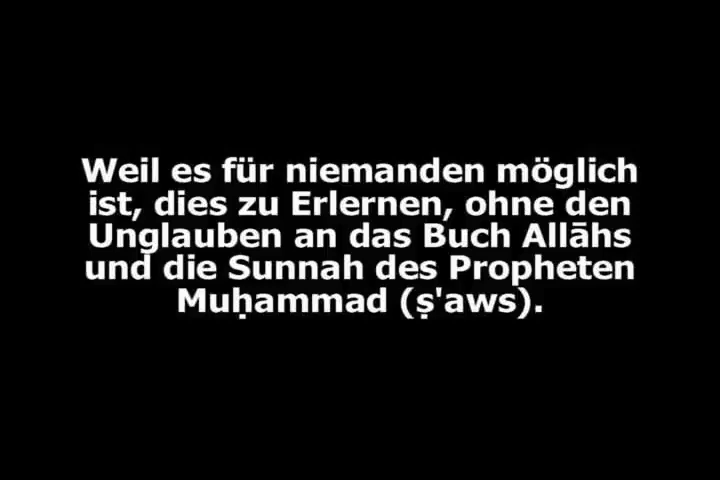 Weil es für niemanden möglich
ist, dies zu Erlernen, ohne den
Unglauben an das Buch Allāhs
und die Sunnah des Propheten
Muḥammad (ṣ'aws).